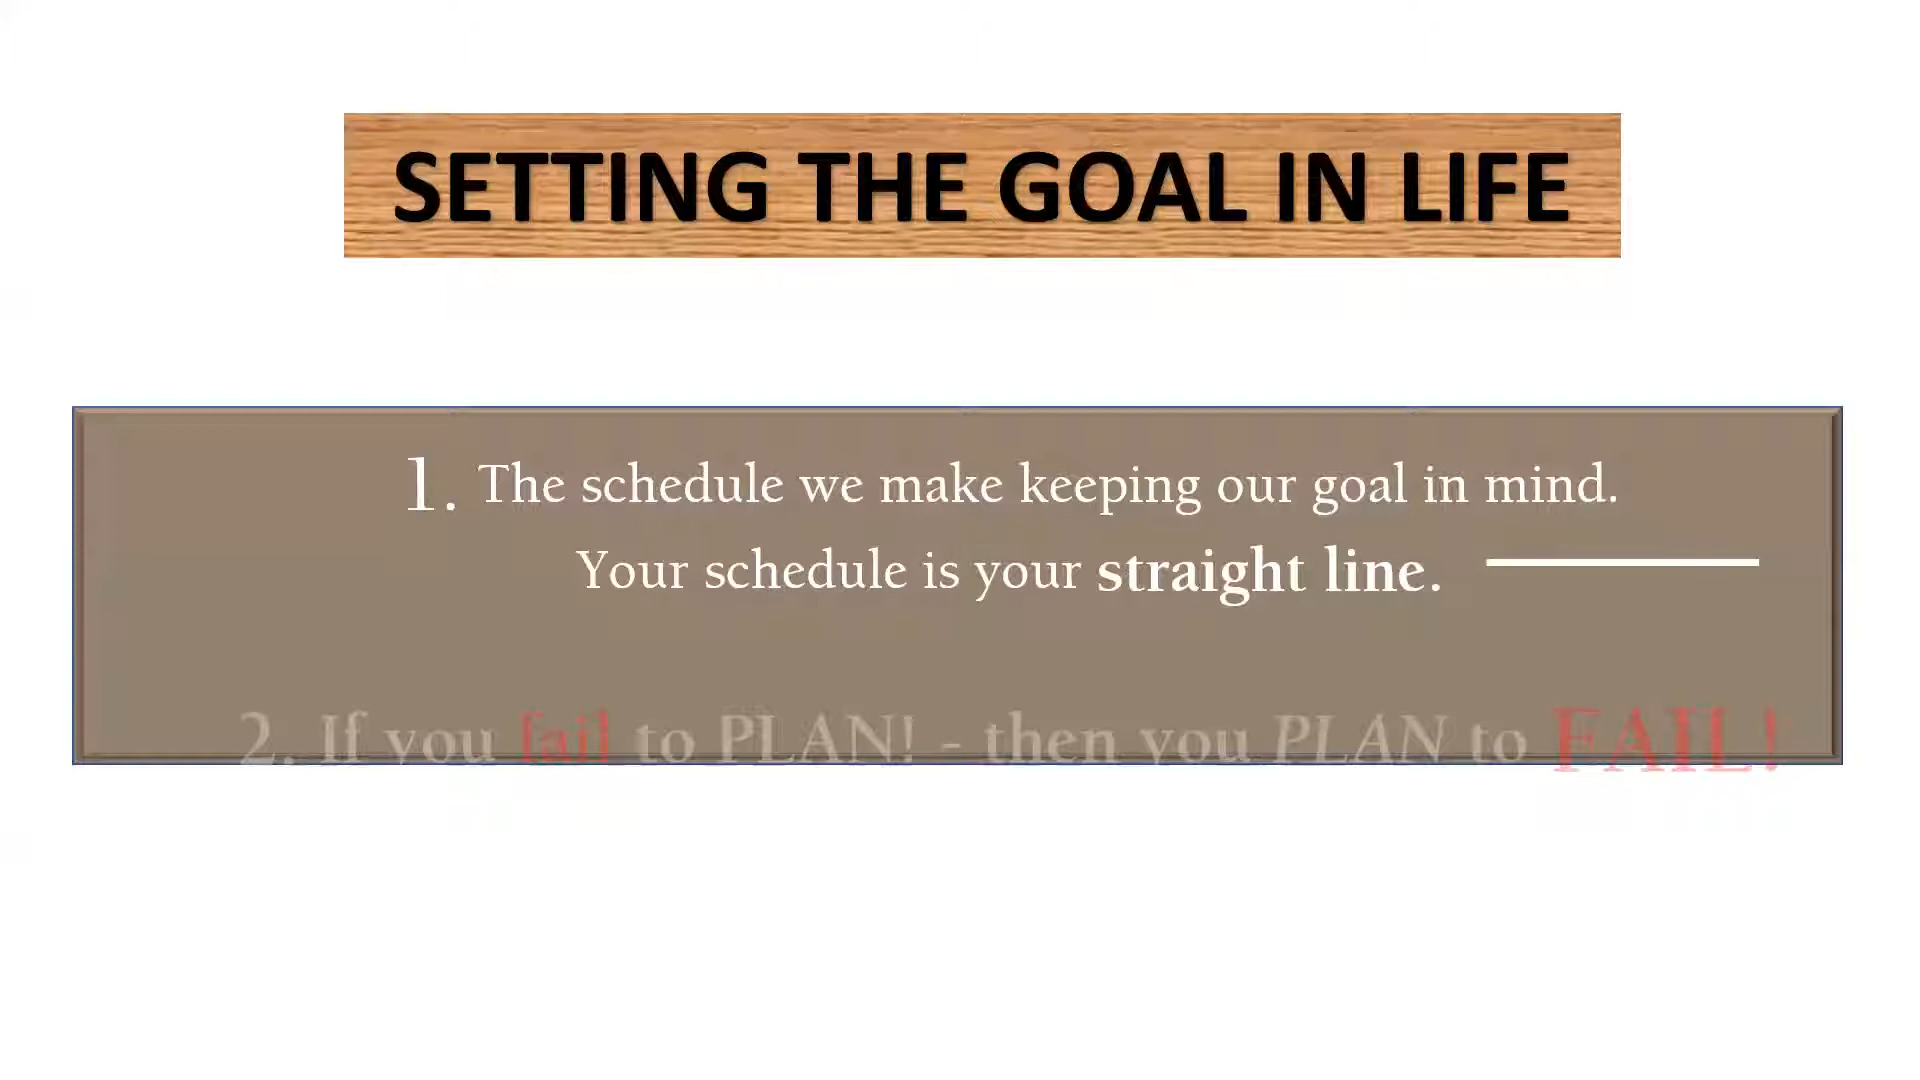 SETTING THE GOAL IN LIFE
1. The schedule we make keeping our goal in mind.
Your schedule is your straight line.
2. If you fail to PLAN! - then you PLAN to FAIL!